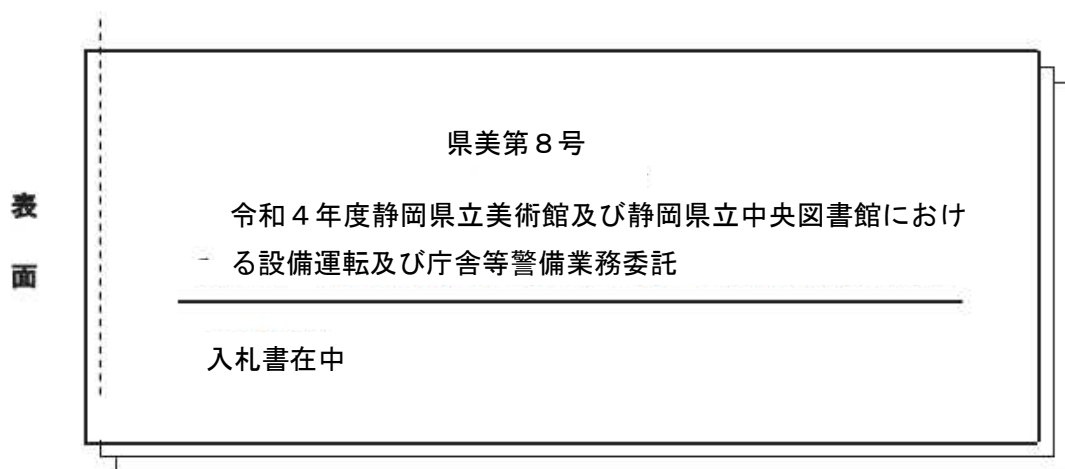 表面
県美第８号
令和４年度静岡県立美術館及び静岡県立中央図書館におけ
る設備運転及び庁舎等警備業務委託
入札書在中